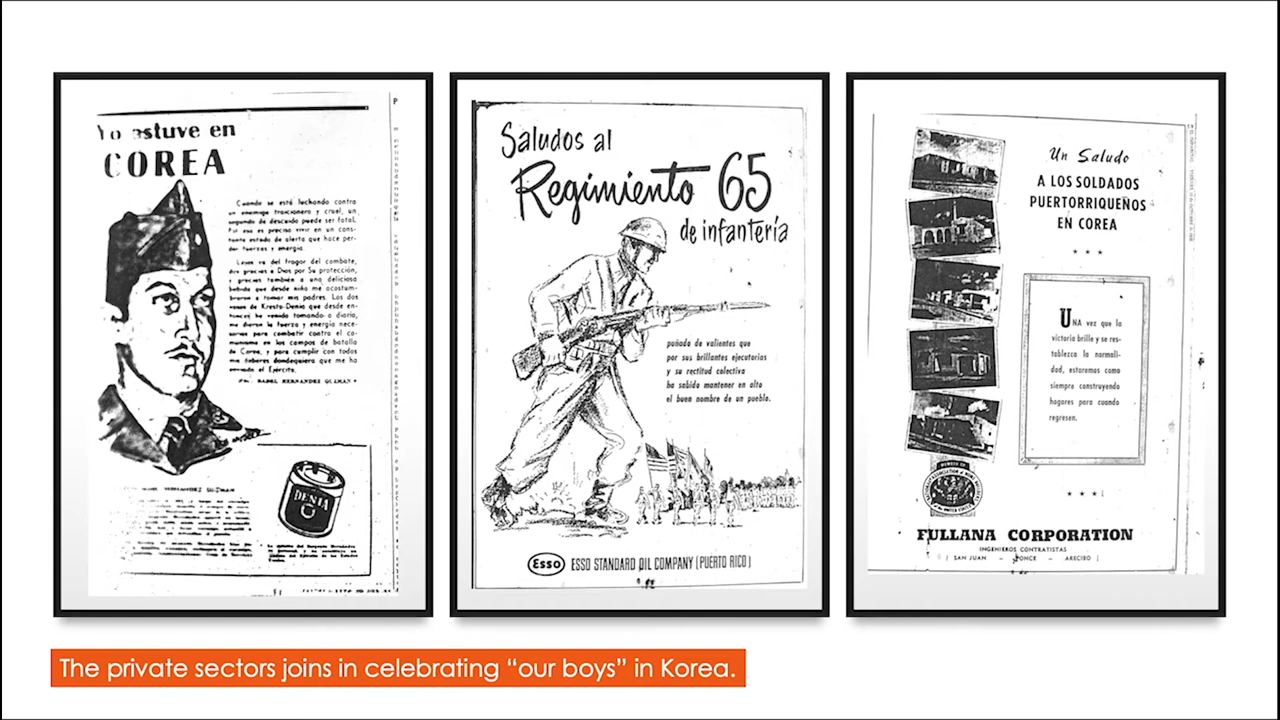 Yo estuve en
COREA
Cuando se está luchando contra
un enemigo traicionero y cruel, un
segundo de descuido puede ser fatal.
Por eso es preciso vivir en un cons-
tante estado de alerta que hace per-
der fuerzas y energía.
Lejos ya del fragor del combate,
doy gracias a Dios por Su protección,
y gracias también a una deliciosa
bebida que desde niño me acostum-
braron a tomar mis padres. Los dos
vasos de Kresto-Denia que desde en-
tonces he venido tomando a diario,
me dieron la fuerza y energía nece-
sarias para combatir contra el co-
munismo en los campos de batalla
de Corea, y para cumplir con todos
mis deberes dondequiera que me ha
enviado el Ejército.
HERNANDEZ GUZMAN
DENIA
HERNANDEZ GUZMAN
Saludos al
Regimiento 65
de infantería
puñado de valientes que
por sus brillantes ejecutorias
y su rectitud colectiva
ha sabido mantener en alto
el buen nombre de un pueblo.
Esso ESSO STANDARD OIL COMPANY (PUERTO RICO)
Un Saludo
A LOS SOLDADOS
PUERTORRIQUEÑOS
EN COREA
* * *
UNA vez que la
victoria brille y se res-
tablezca la normali-
dad, estaremos como
siempre construyendo
hogares para cuando
regresen.
* * *
FULLANA CORPORATION
INGENIEROS CONTRATISTAS
SAN JUAN – PONCE – ARECIBO
The private sectors joins in celebrating “our boys” in Korea.